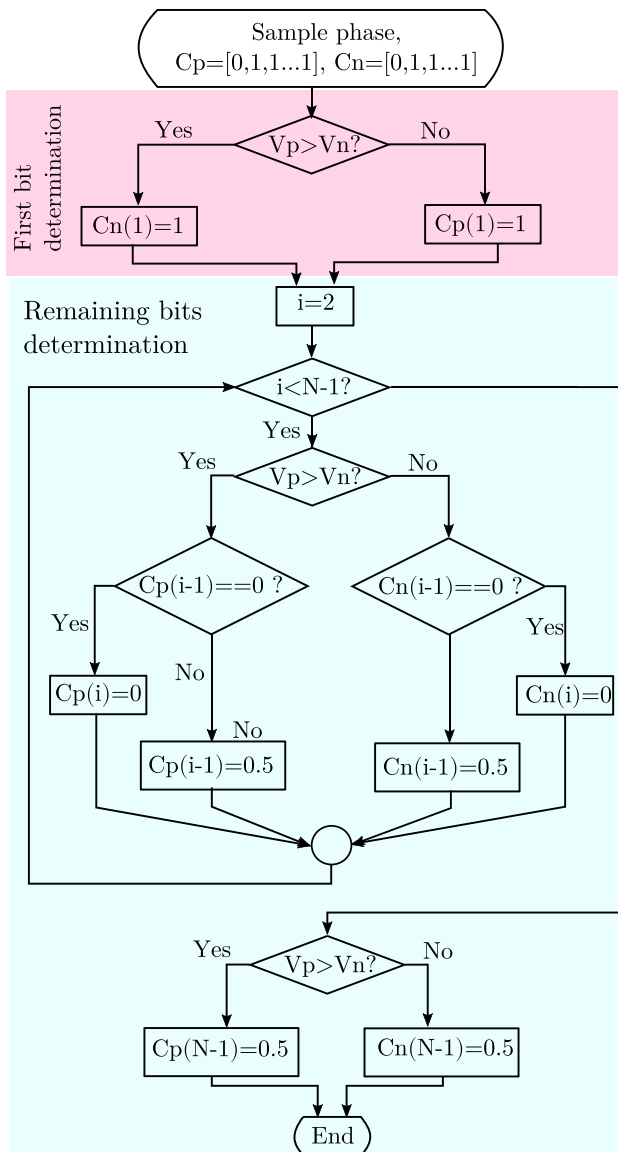 Sample phase,
Cp=[0,1,1...1], Cn=[0,1,1...1]
First bit
determination
Yes
Vp>Vn?
No
Cn(1)=1
Cp(1)=1
i=2
Remaining bits
determination
i<N-1?
Yes
Yes
Vp>Vn?
No
Cp(i-1)==0 ?
Cn(i-1)==0 ?
Yes
Yes
No
Cp(i)=0
Cn(i)=0
No
Cp(i-1)=0.5
Cn(i-1)=0.5
Yes
Vp>Vn?
No
Cp(N-1)=0.5
Cn(N-1)=0.5
End